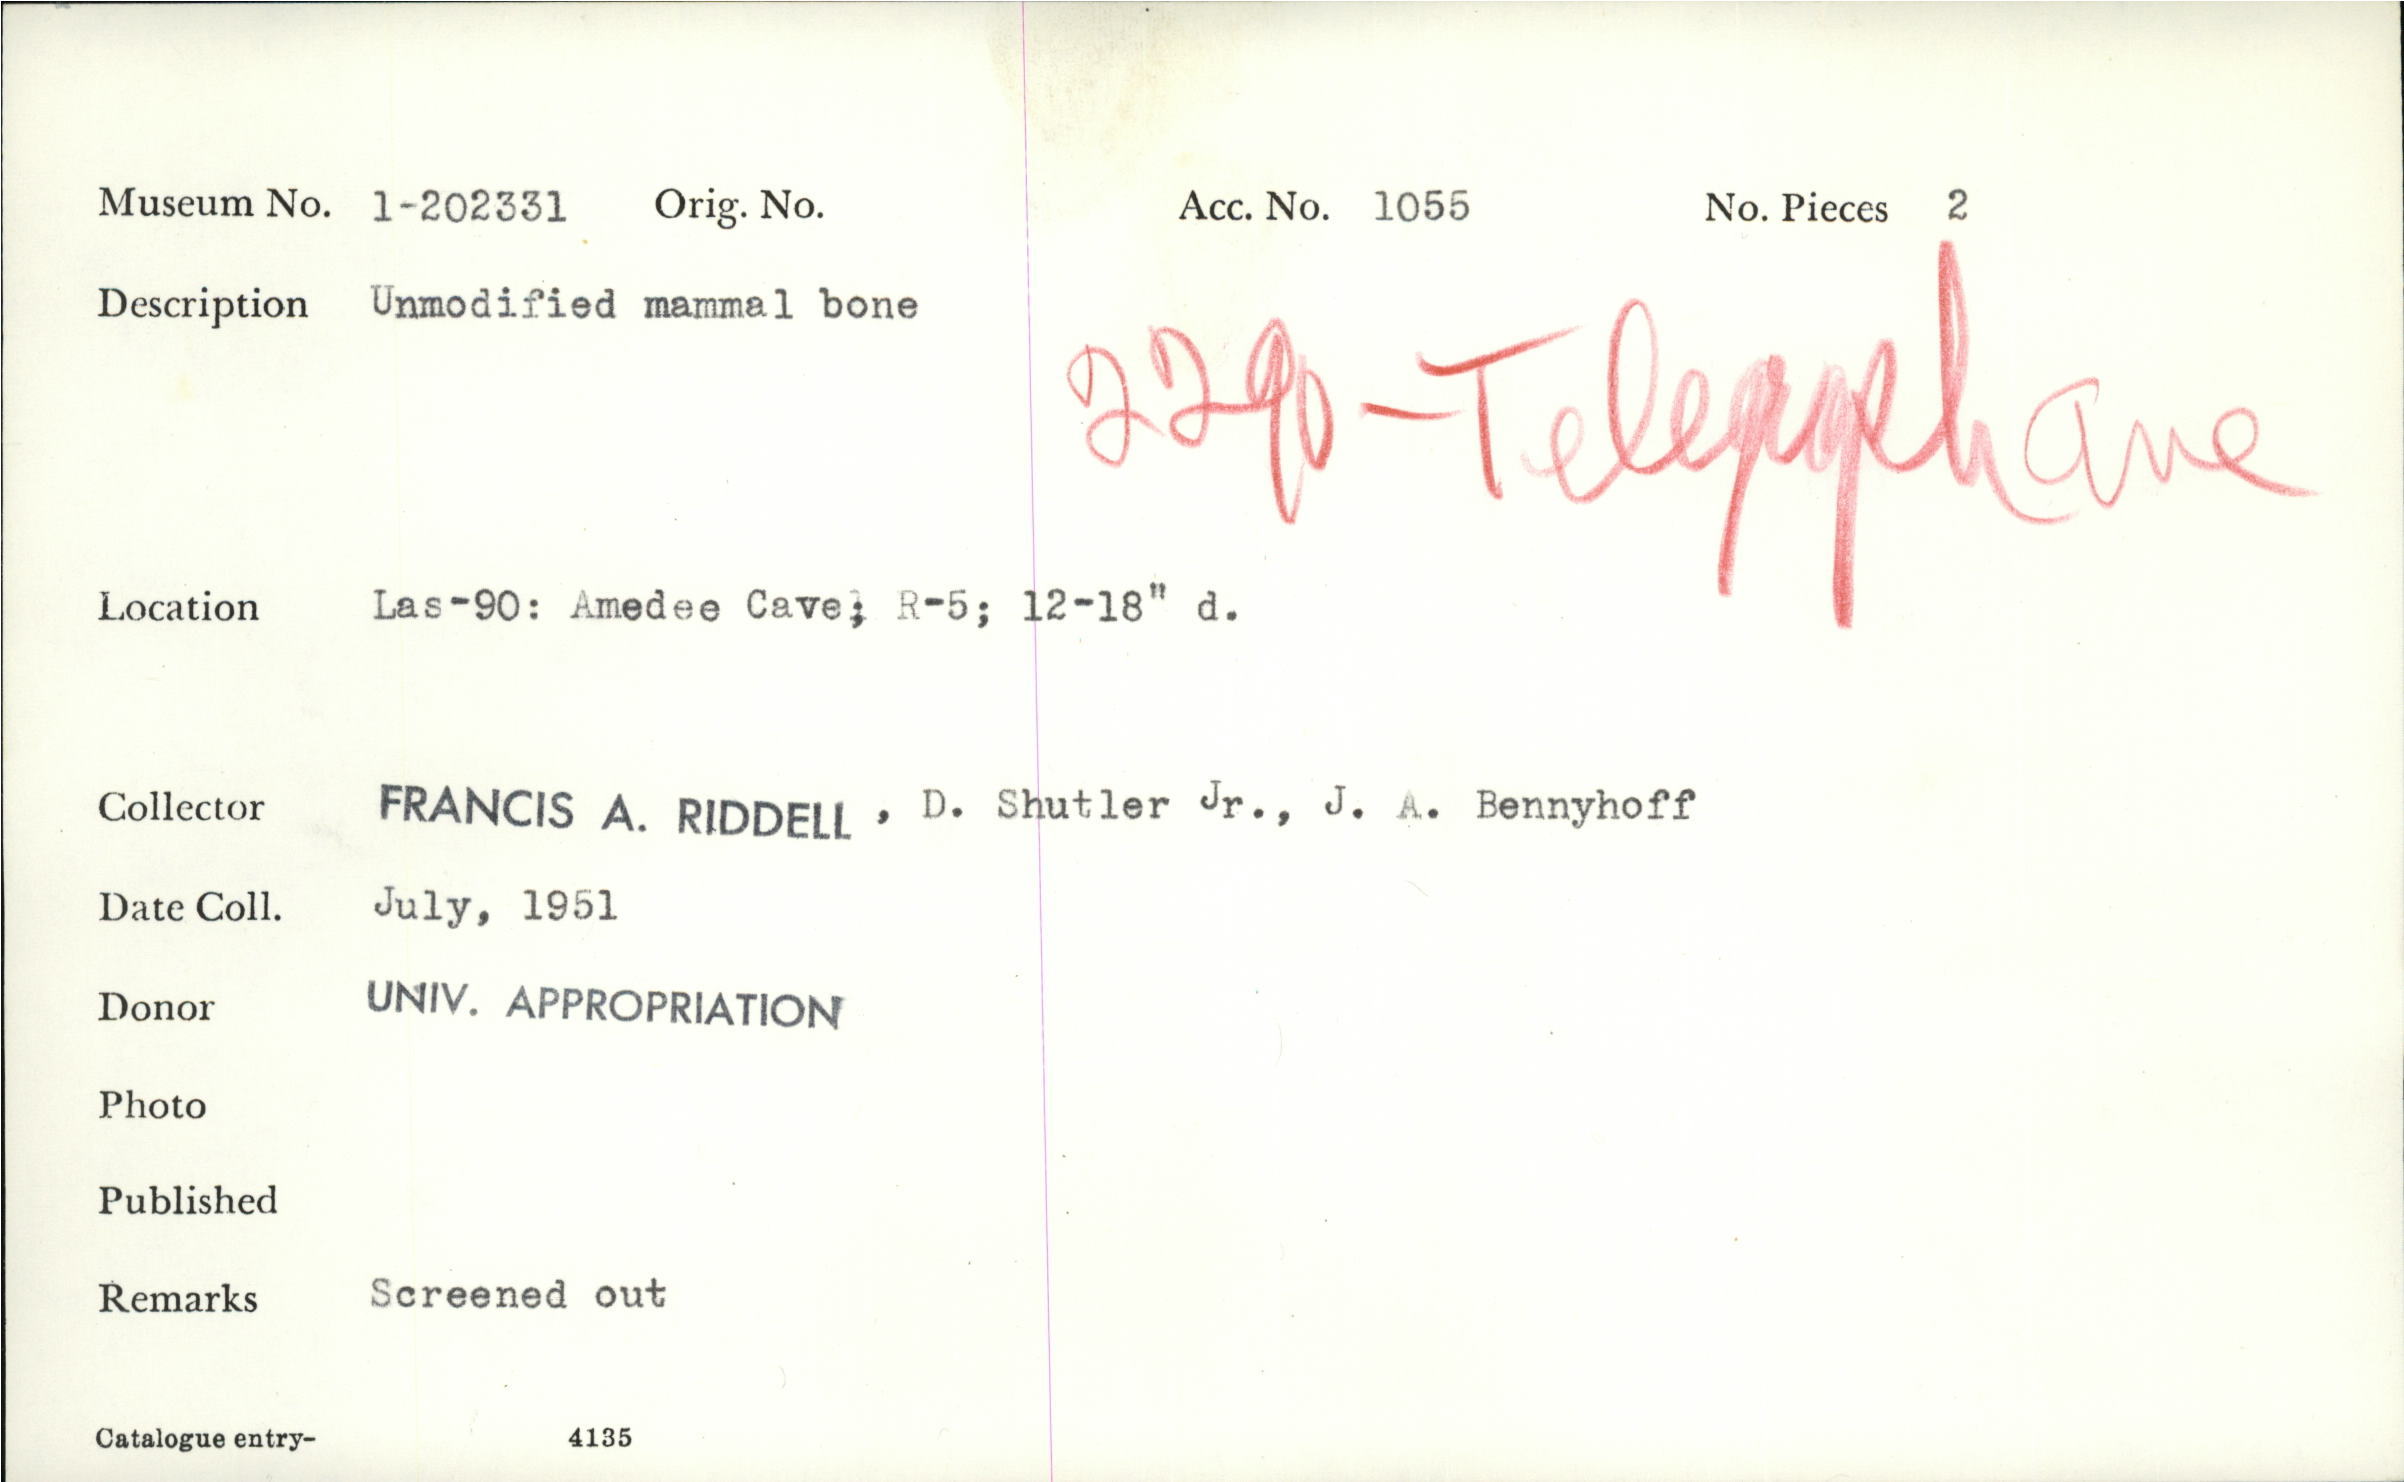 Museum No. 1-202331 Orig. No. Acc. No. 1055 No. Pieces 2
Description Unmodified mammal bone
2290-Telegraph Ave
Location Las-90: Amedee Cave; R-5; 12-18" d.
Collector FRANCIS A. RIDDELL, D. Shutler Jr., J. A. Bennyhoff
Date Coll. July, 1951
Donor UNIV. APPROPRIATION
Photo
Published
Remarks Screened out
Catalogue entry- 4135